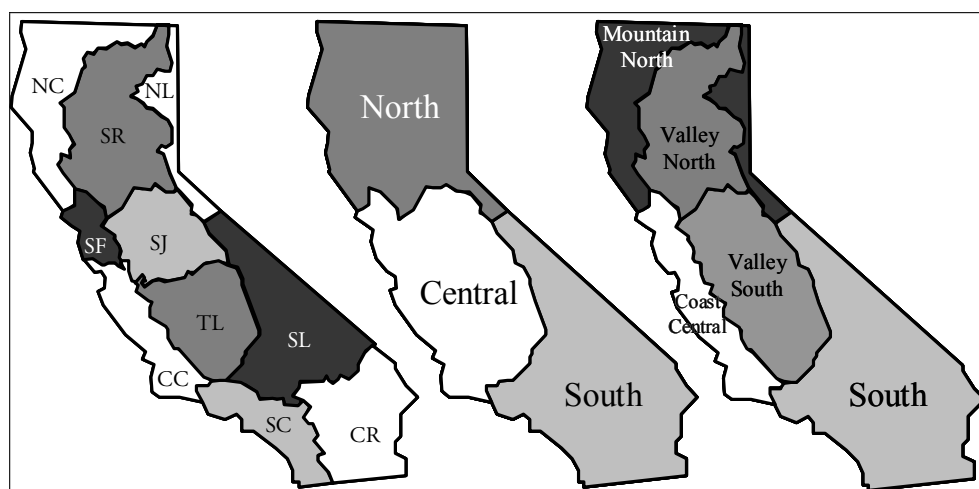 NC
NL
SR
SF
SJ
TL
SL
CC
SC
CR
North
Central
South
Mountain
North
Valley
North
Valley
South
Coast
Central
South